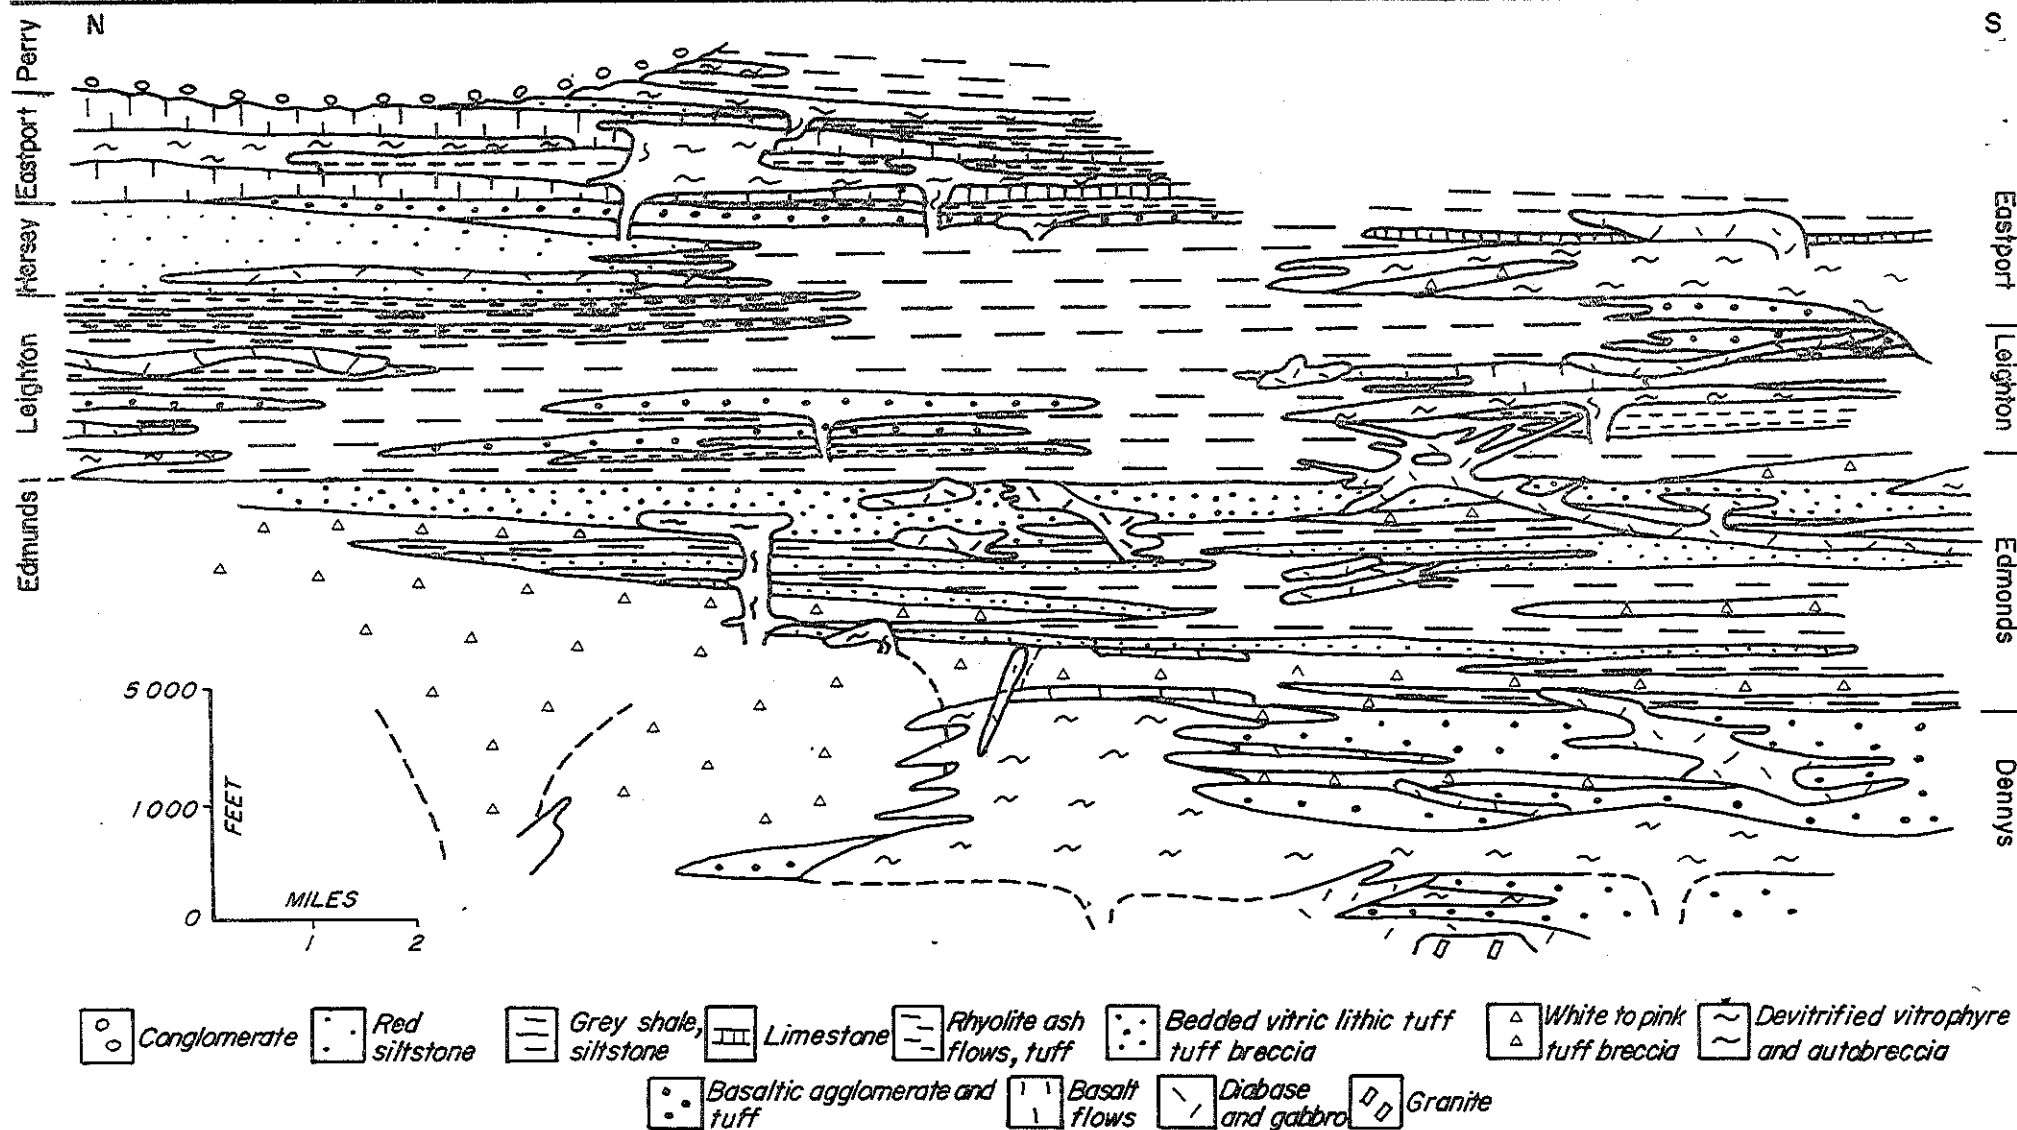 N
S
Perry
Eastport
Hersey
Leighton
Edmunds
Eastport
Leighton
Edmonds
Dennys
5000
1000
0
FEET
MILES
1
2
Conglomerate
Red
siltstone
Grey shale,
siltstone
Limestone
Rhyolite ash
flows, tuff
Bedded vitric lithic tuff
tuff breccia
White to pink
tuff breccia
Devitrified vitrophyre
and autobreccia
Basaltic agglomerate and
tuff
Basalt
flows
Diabase
and gabbro
Granite